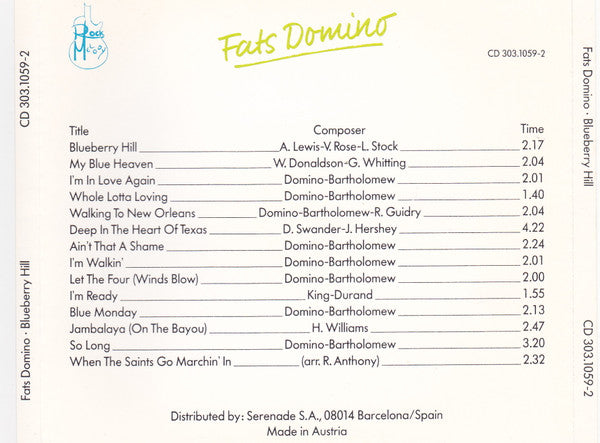 Rock McCoy
Fats Domino
CD 303.1059-2
CD 303.1059-2
Fats Domino · Blueberry Hill
Title Composer Time
Blueberry Hill A. Lewis-V. Rose-L. Stock 2.17
My Blue Heaven W. Donaldson-G. Whitting 2.04
I'm In Love Again Domino-Bartholomew 2.01
Whole Lotta Loving Domino-Bartholomew 1.40
Walking To New Orleans Domino-Bartholomew-R. Guidry 2.04
Deep In The Heart Of Texas D. Swander-J. Hershey 4.22
Ain't That A Shame Domino-Bartholomew 2.24
I'm Walkin' Domino-Bartholomew 2.01
Let The Four (Winds Blow) Domino-Bartholomew 2.00
I'm Ready King-Durand 1.55
Blue Monday Domino-Bartholomew 2.13
Jambalaya (On The Bayou) H. Williams 2.47
So Long Domino-Bartholomew 3.20
When The Saints Go Marchin' In (arr. R. Anthony) 2.32
Fats Domino · Blueberry Hill
CD 303.1059-2
Distributed by: Serenade S.A., 08014 Barcelona/Spain
Made in Austria